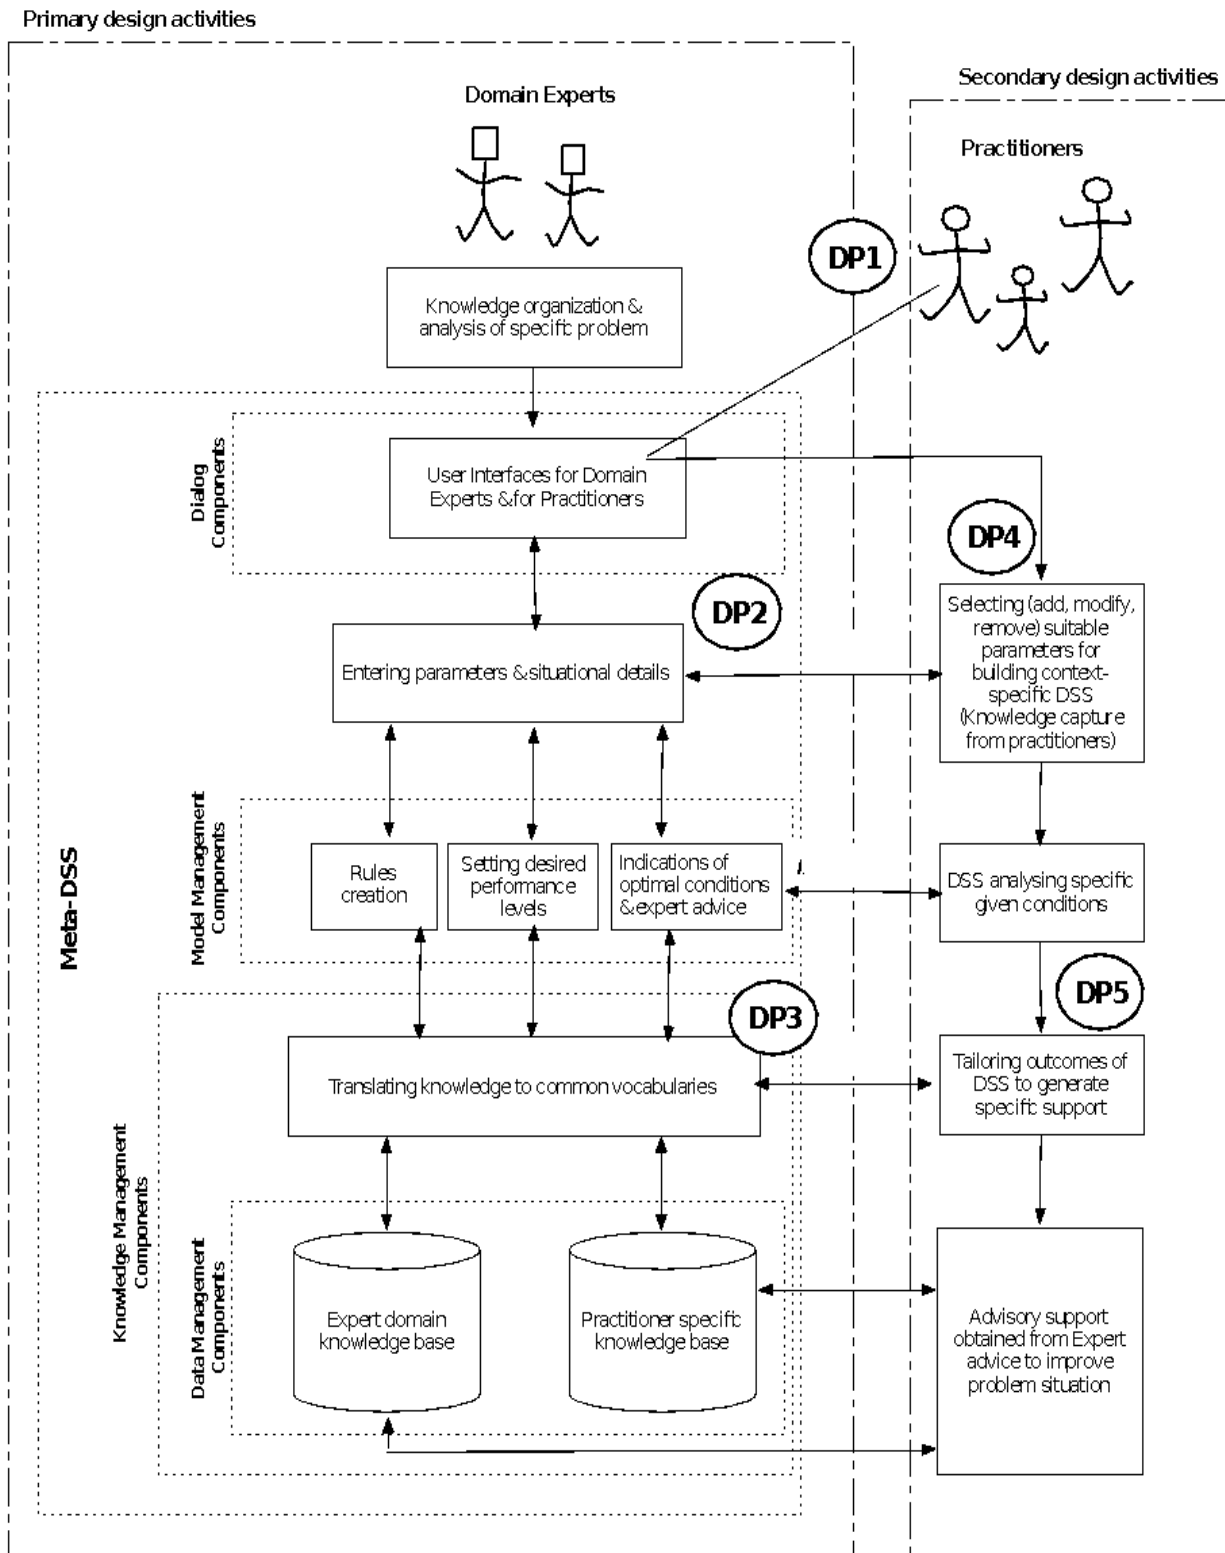 Primary design activities
Secondary design activities
Domain Experts
Practitioners
DP1
Knowledge organization &
analysis of specific problem
Dialog
Components
User Interfaces for Domain
Experts & for Practitioners
DP4
DP2
Selecting (add, modify,
remove) suitable
parameters for
building context-
specific DSS
(Knowledge capture
from practitioners)
Entering parameters & situational details
Meta-DSS
Model Management
Components
Rules
creation
Setting desired
performance
levels
Indications of
optimal conditions
& expert advice
DSS analysing specific
given conditions
DP5
DP3
Translating knowledge to common vocabularies
Tailoring outcomes of
DSS to generate
specific support
Knowledge Management
Components
Data Management
Components
Expert domain
knowledge base
Practitioner specific
knowledge base
Advisory support
obtained from Expert
advice to improve
problem situation